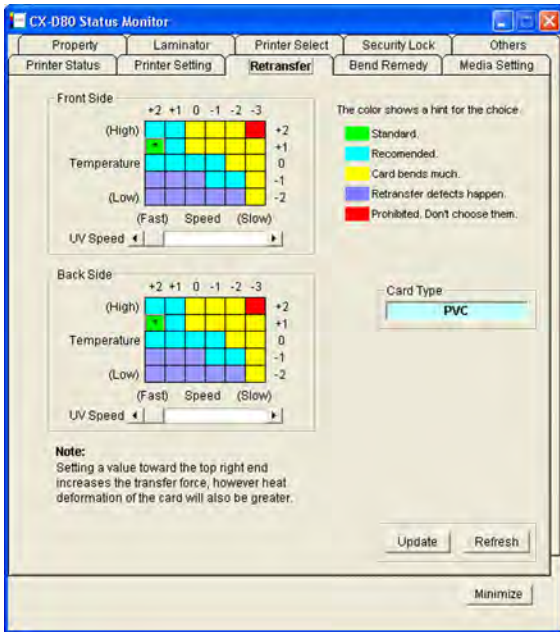 CX-D80 Status Monitor
Property Laminator Printer Select Security Lock Others
Printer Status Printer Setting Retransfer Bend Remedy Media Setting
Front Side
+2 +1 0 -1 -2 -3
(High) +2
+1
Temperature 0
-1
(Low) -2
(Fast) Speed (Slow)
UV Speed
The color shows a hint for the choice.
Standard.
Recomended.
Card bends much.
Retransfer defects happen.
Prohibited. Don't choose them.
Back Side
+2 +1 0 -1 -2 -3
(High) +2
+1
Temperature 0
-1
(Low) -2
(Fast) Speed (Slow)
UV Speed
Card Type
PVC
Note:
Setting a value toward the top right end
increases the transfer force, however heat
deformation of the card will also be greater.
Update Refresh
Minimize